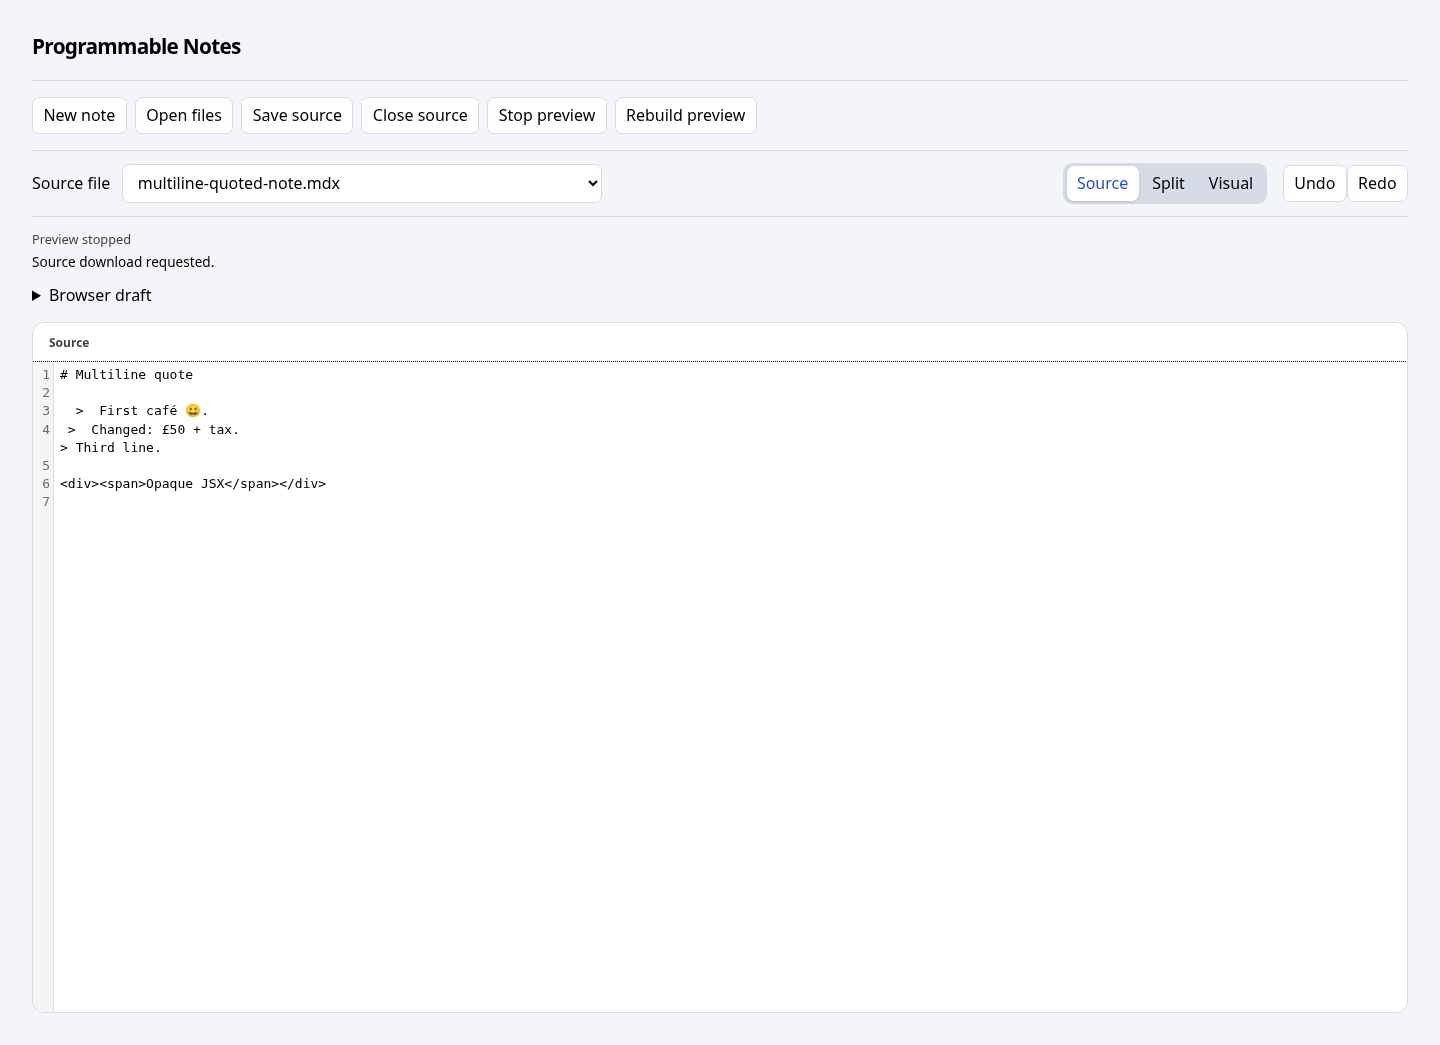 Programmable Notes
New note Open files Save source Close source Stop preview Rebuild preview
Source file multiline-quoted-note.mdx Source Split Visual Undo Redo
Preview stopped
Source download requested.
Browser draft
Source
1 # Multiline quote
2
3   >  First café 😀.
4  >  Changed: £50 + tax.
> Third line.
5
6 <div><span>Opaque JSX</span></div>
7